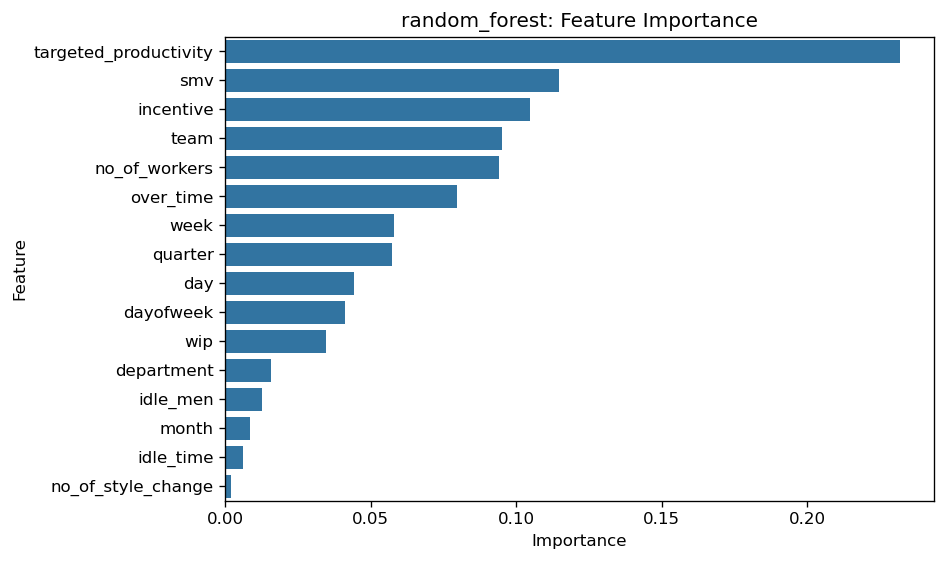 random_forest: Feature Importance
targeted_productivity
smv
incentive
team
no_of_workers
over_time
week
quarter
day
dayofweek
wip
department
idle_men
month
idle_time
no_of_style_change
Feature
0.00 0.05 0.10 0.15 0.20
Importance